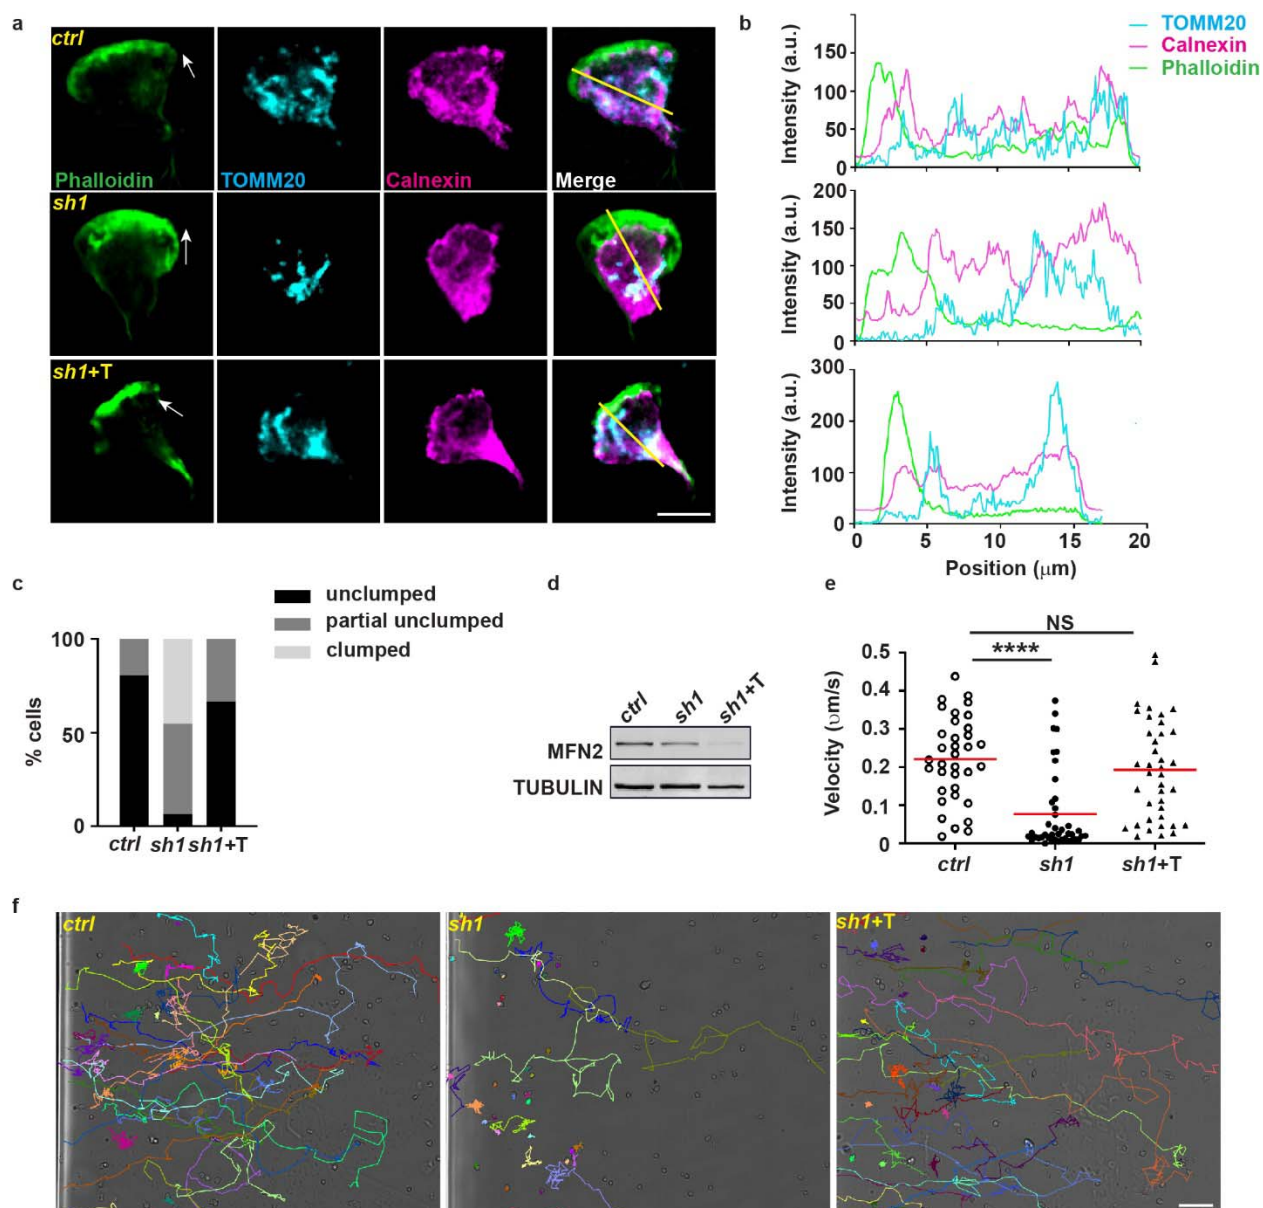 a
ctrl
Phalloidin
TOMM20
Calnexin
Merge
sh1
sh1+T
b
TOMM20
Calnexin
Phalloidin
Intensity (a.u.)
150
100
50
0
Intensity (a.u.)
200
150
100
50
0
Intensity (a.u.)
300
200
100
0
0 5 10 15 20
Position (μm)
c
unclumped
partial unclumped
clumped
% cells
100
50
0
ctrl sh1 sh1+T
d
ctrl sh1 sh1+T
MFN2
TUBULIN
e
NS
****
Velocity (υm/s)
0.5
0.4
0.3
0.2
0.1
0
ctrl sh1 sh1+T
f
ctrl
sh1
sh1+T